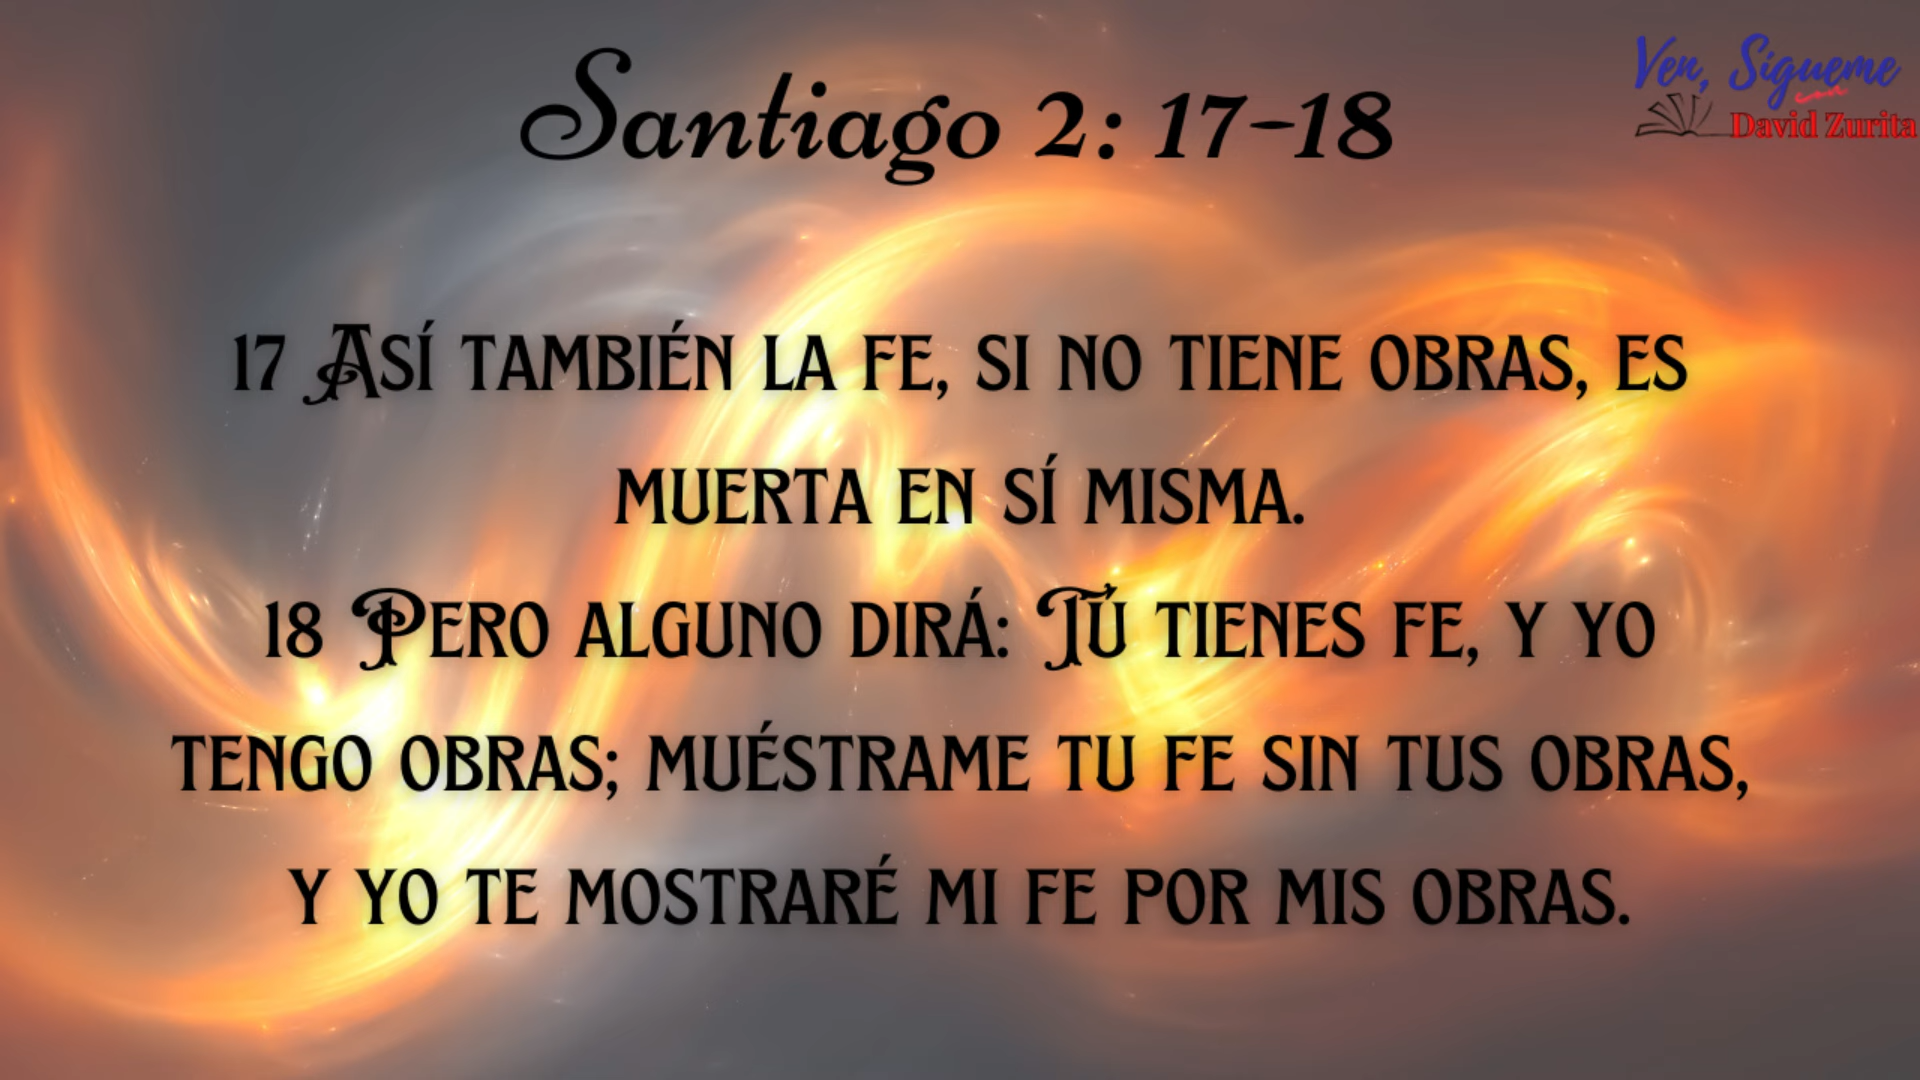 Santiago 2: 17-18
Ven, Sígueme
con
David Zurita
17 Así también la fe, si no tiene obras, es
muerta en sí misma.
18 Pero alguno dirá: Tú tienes fe, y yo
tengo obras; muéstrame tu fe sin tus obras,
y yo te mostraré mi fe por mis obras.